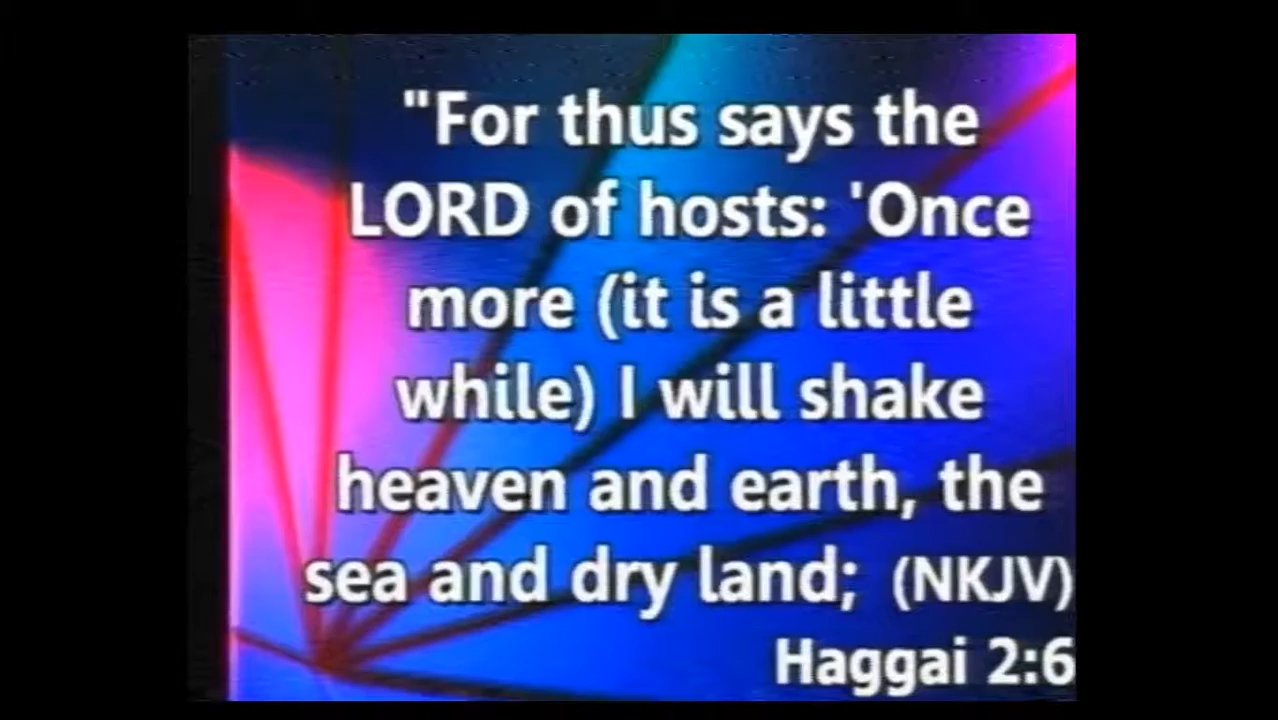 "For thus says the
LORD of hosts: 'Once
more (it is a little
while) I will shake
heaven and earth, the
sea and dry land; (NKJV)
Haggai 2:6